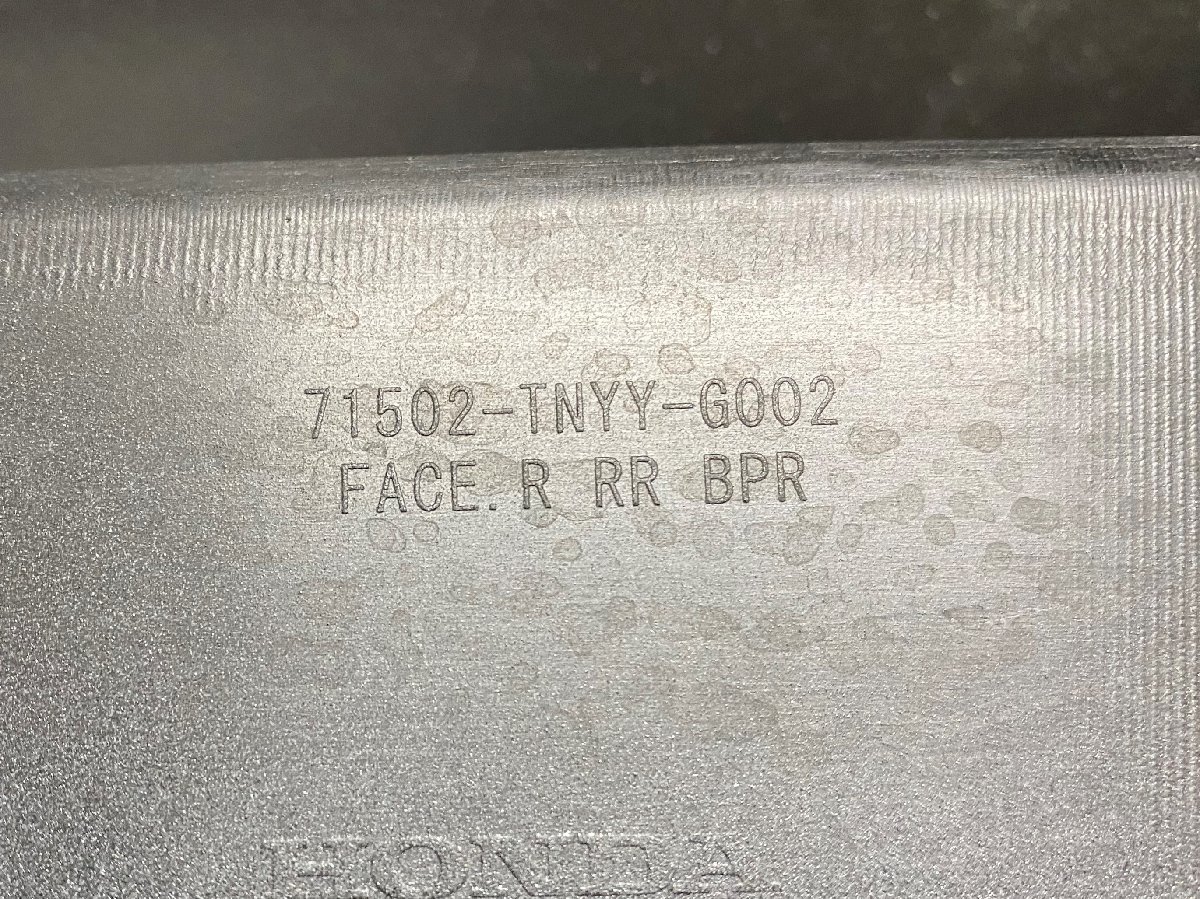 71502-TNYY-G002
FACE.R RR BPR
HONDA